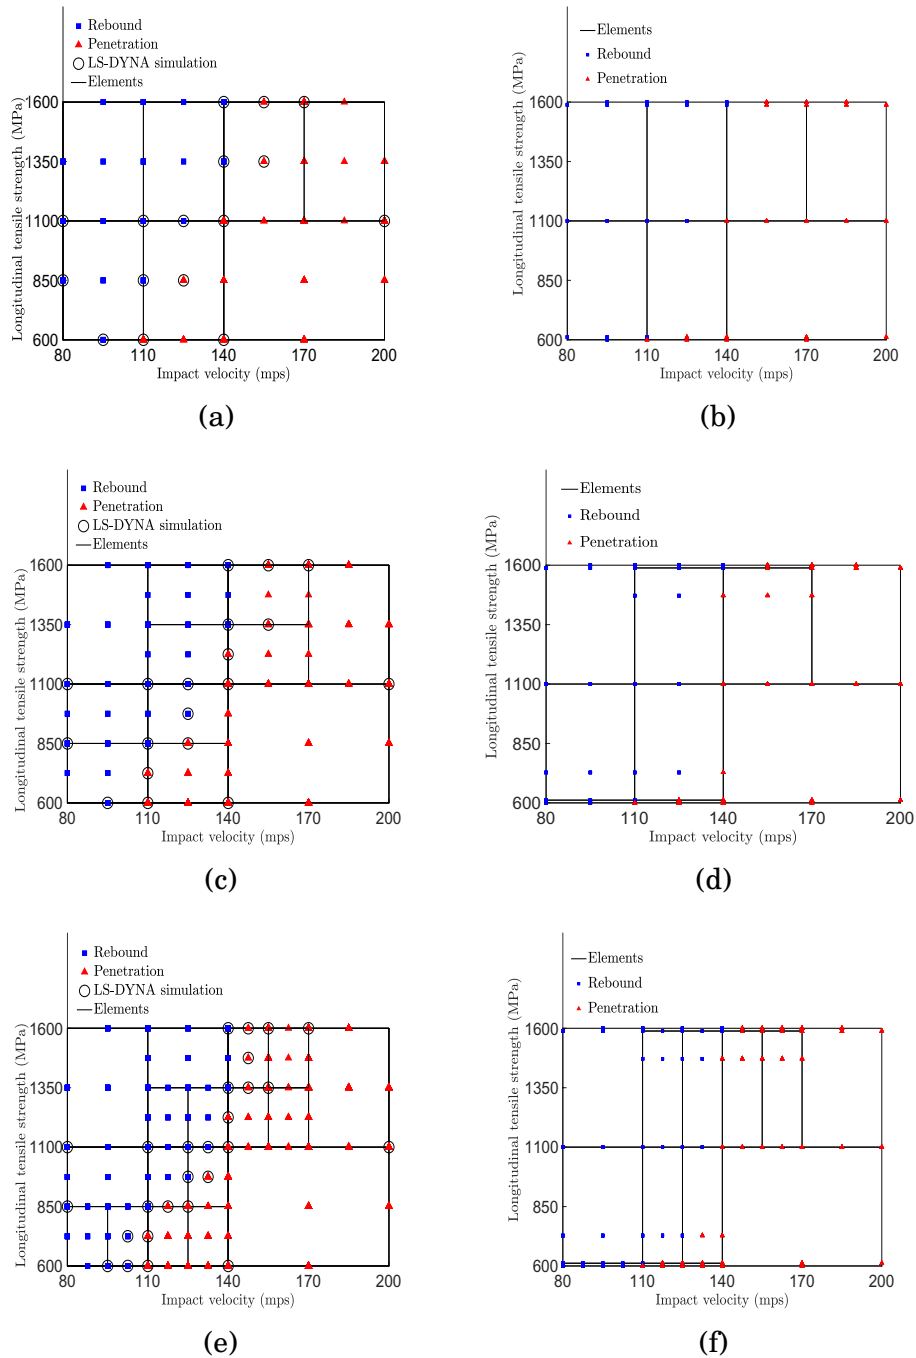 Rebound
Penetration
LS-DYNA simulation
Elements
Longitudinal tensile strength (MPa)
1600
1350
1100
850
600
80 110 140 170 200
Impact velocity (mps)
(a)
Elements
Rebound
Penetration
Longitudinal tensile strength (MPa)
1600
1350
1100
850
600
80 110 140 170 200
Impact velocity (mps)
(b)
Rebound
Penetration
LS-DYNA simulation
Elements
Longitudinal tensile strength (MPa)
1600
1350
1100
850
600
80 110 140 170 200
Impact velocity (mps)
(c)
Elements
Rebound
Penetration
Longitudinal tensile strength (MPa)
1600
1350
1100
850
600
80 110 140 170 200
Impact velocity (mps)
(d)
Rebound
Penetration
LS-DYNA simulation
Elements
Longitudinal tensile strength (MPa)
1600
1350
1100
850
600
80 110 140 170 200
Impact velocity (mps)
(e)
Elements
Rebound
Penetration
Longitudinal tensile strength (MPa)
1600
1350
1100
850
600
80 110 140 170 200
Impact velocity (mps)
(f)